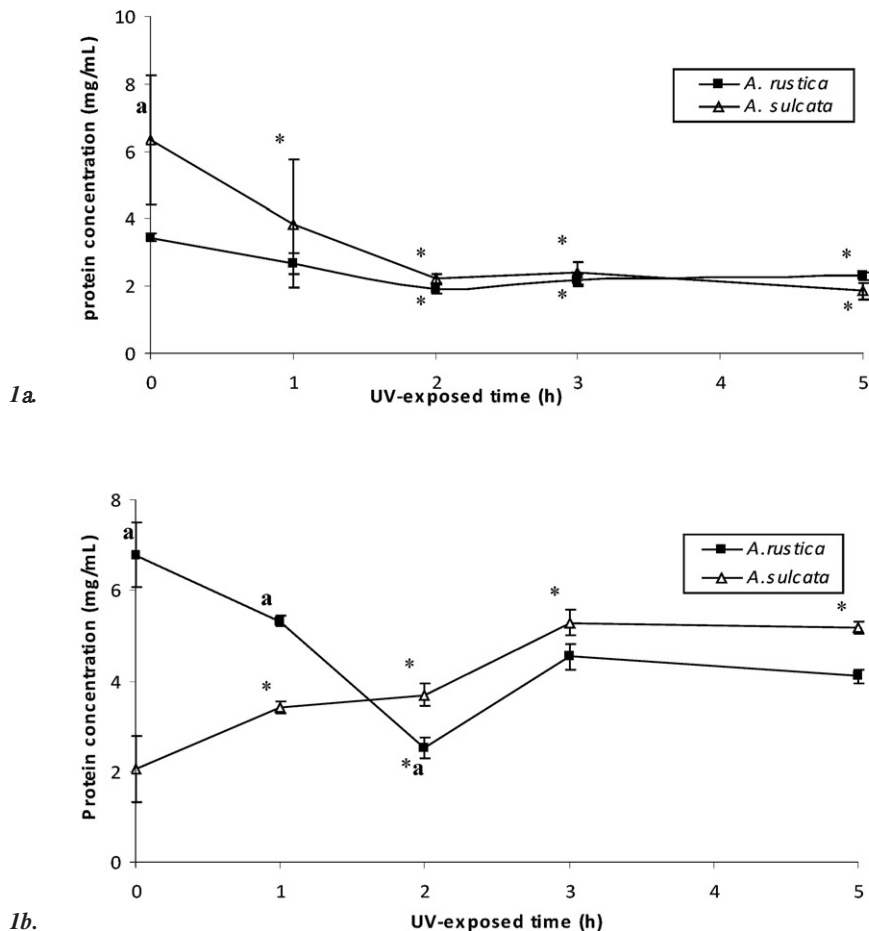 10
8
6
4
2
0
protein concentration (mg/mL)
A. rustica
A. sulcata
a
*
*
*
*
*
*
*
0 1 2 3 4 5
UV-exposed time (h)
1a.
8
6
4
2
0
Protein concentration (mg/mL)
A.rustica
A.sulcata
a
a
*
*
*
*
*a
0 1 2 3 4 5
UV-exposed time (h)
1b.